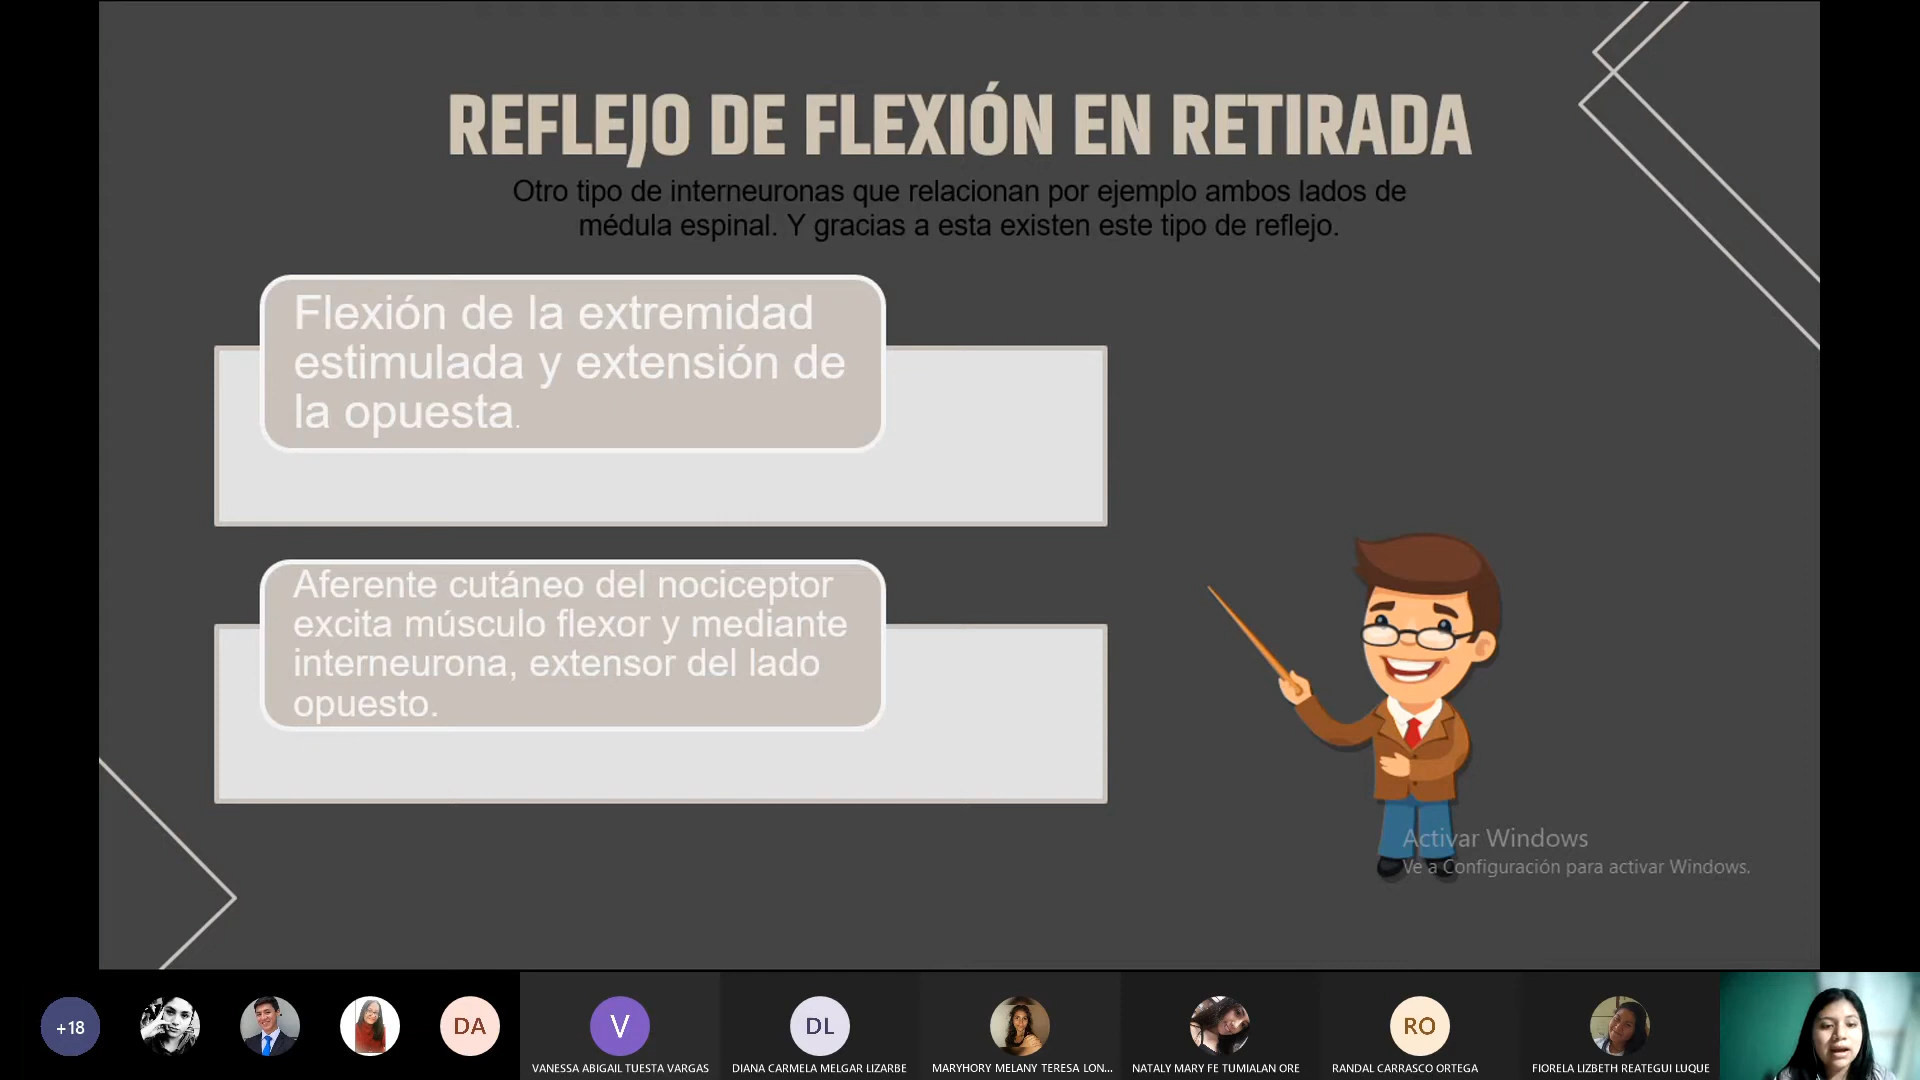 REFLEJO DE FLEXIÓN EN RETIRADA
Otro tipo de interneuronas que relacionan por ejemplo ambos lados de
médula espinal. Y gracias a esta existen este tipo de reflejo.
Flexión de la extremidad
estimulada y extensión de
la opuesta.
Aferente cutáneo del nociceptor
excita músculo flexor y mediante
interneurona, extensor del lado
opuesto.
Activar Windows
Ve a Configuración para activar Windows.
+18
DA
V
DL
RO
VANESSA ABIGAIL TUESTA VARGAS
DIANA CARMELA MELGAR LIZARBE
MARYHORY MELANY TERESA LON...
NATALY MARY FE TUMIALAN ORE
RANDAL CARRASCO ORTEGA
FIORELA LIZBETH REATEGUI LUQUE